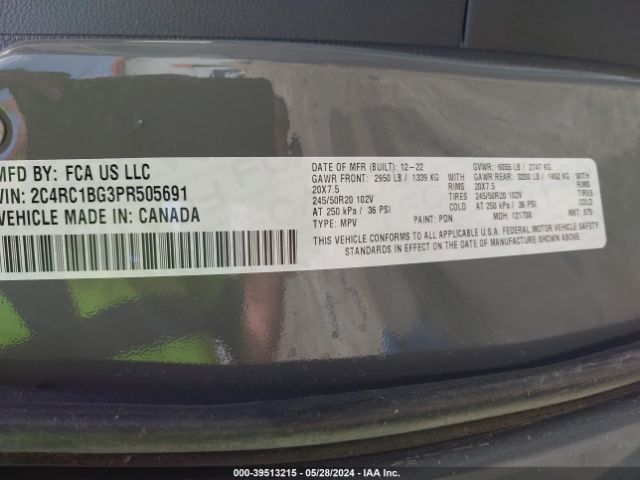 MFD BY: FCA US LLC
VIN: 2C4RC1BG3PR505691
VEHICLE MADE IN: CANADA
DATE OF MFR (BUILT): 12-22 GVWR: 6055 LB / 2747 KG
GAWR FRONT: 2950 LB / 1339 KG WITH GAWR REAR: 3200 LB / 1452 KG WITH
20X7.5 RIMS 20X7.5 RIMS
245/50R20 102V TIRES 245/50R20 102V TIRES
AT 250 kPa / 36 PSI COLD AT 250 kPa / 36 PSI COLD
TYPE: MPV PAINT: PDN MDH: 121708 MKT: 875
THIS VEHICLE CONFORMS TO ALL APPLICABLE U.S.A. FEDERAL MOTOR VEHICLE SAFETY
STANDARDS IN EFFECT ON THE DATE OF MANUFACTURE SHOWN ABOVE.
000-39513215 - 05/28/2024 - IAA Inc.